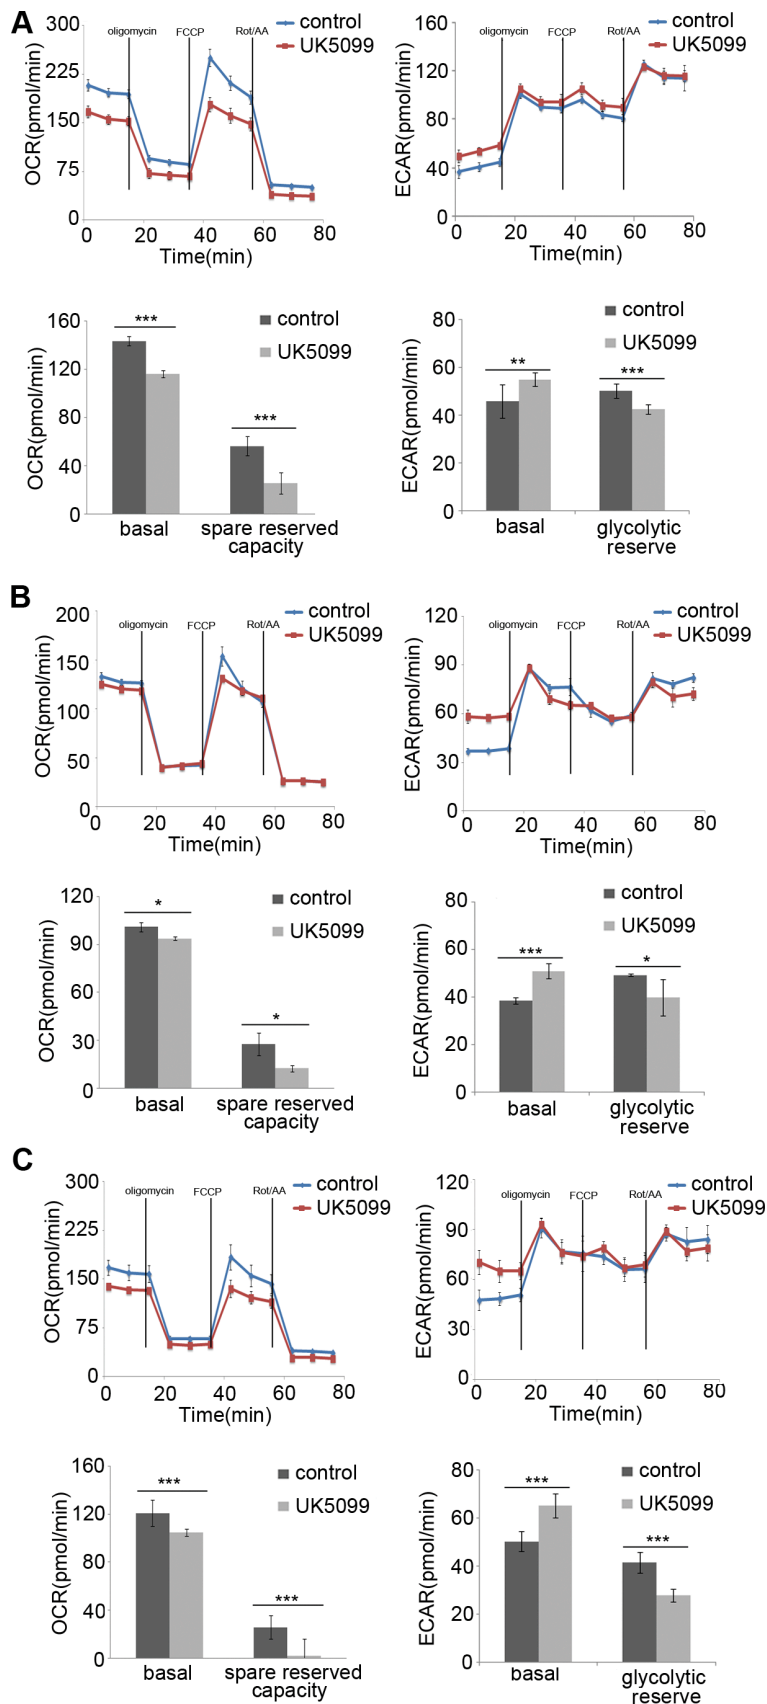 A
300
225
150
75
0
OCR(pmol/min)
oligomycin
FCCP
Rot/AA
control
UK5099
0
20
40
60
80
Time(min)
160
120
80
40
0
ECAR(pmol/min)
oligomycin
FCCP
Rot/AA
control
UK5099
0
20
40
60
80
Time(min)
160
120
80
40
0
OCR(pmol/min)
***
***
control
UK5099
basal
spare reserved
capacity
80
60
40
20
0
ECAR(pmol/min)
**
***
control
UK5099
basal
glycolytic
reserve
B
200
150
100
50
0
OCR(pmol/min)
oligomycin
FCCP
Rot/AA
control
UK5099
0
20
40
60
80
Time(min)
120
90
60
30
0
ECAR(pmol/min)
oligomycin
FCCP
Rot/AA
control
UK5099
0
20
40
60
80
Time(min)
120
90
60
30
0
OCR(pmol/min)
*
*
control
UK5099
basal
spare reserved
capacity
80
60
40
20
0
ECAR(pmol/min)
***
*
control
UK5099
basal
glycolytic
reserve
C
300
225
150
75
0
OCR(pmol/min)
oligomycin
FCCP
Rot/AA
control
UK5099
0
20
40
60
80
Time(min)
120
90
60
30
0
ECAR(pmol/min)
oligomycin
FCCP
Rot/AA
control
UK5099
0
20
40
60
80
Time(min)
160
120
80
40
0
OCR(pmol/min)
***
***
control
UK5099
basal
spare reserved
capacity
80
60
40
20
0
ECAR(pmol/min)
***
***
control
UK5099
basal
glycolytic
reserve